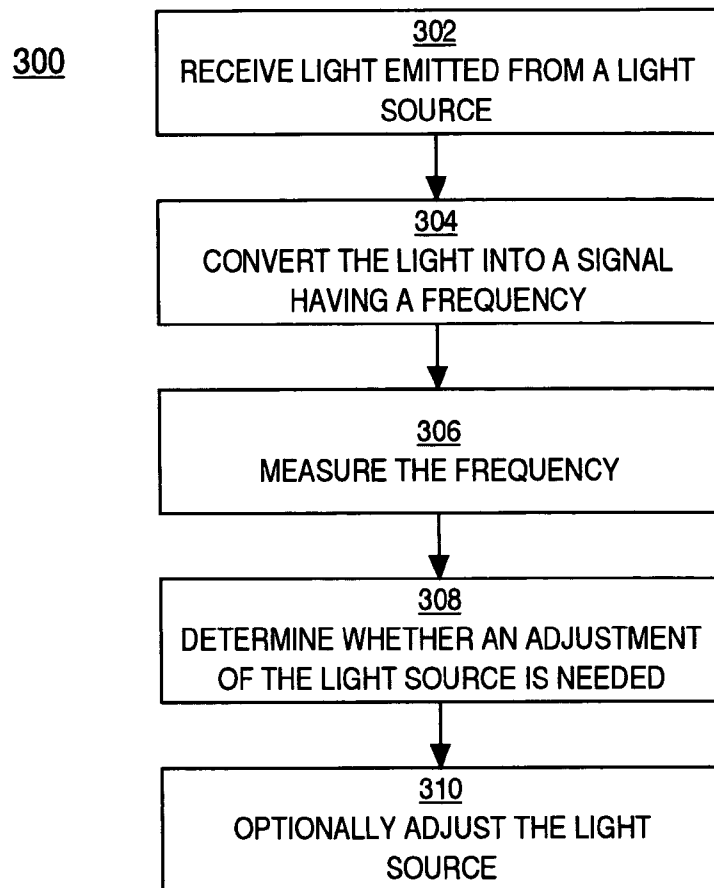 300
302
RECEIVE LIGHT EMITTED FROM A LIGHT
SOURCE
304
CONVERT THE LIGHT INTO A SIGNAL
HAVING A FREQUENCY
306
MEASURE THE FREQUENCY
308
DETERMINE WHETHER AN ADJUSTMENT
OF THE LIGHT SOURCE IS NEEDED
310
OPTIONALLY ADJUST THE LIGHT
SOURCE